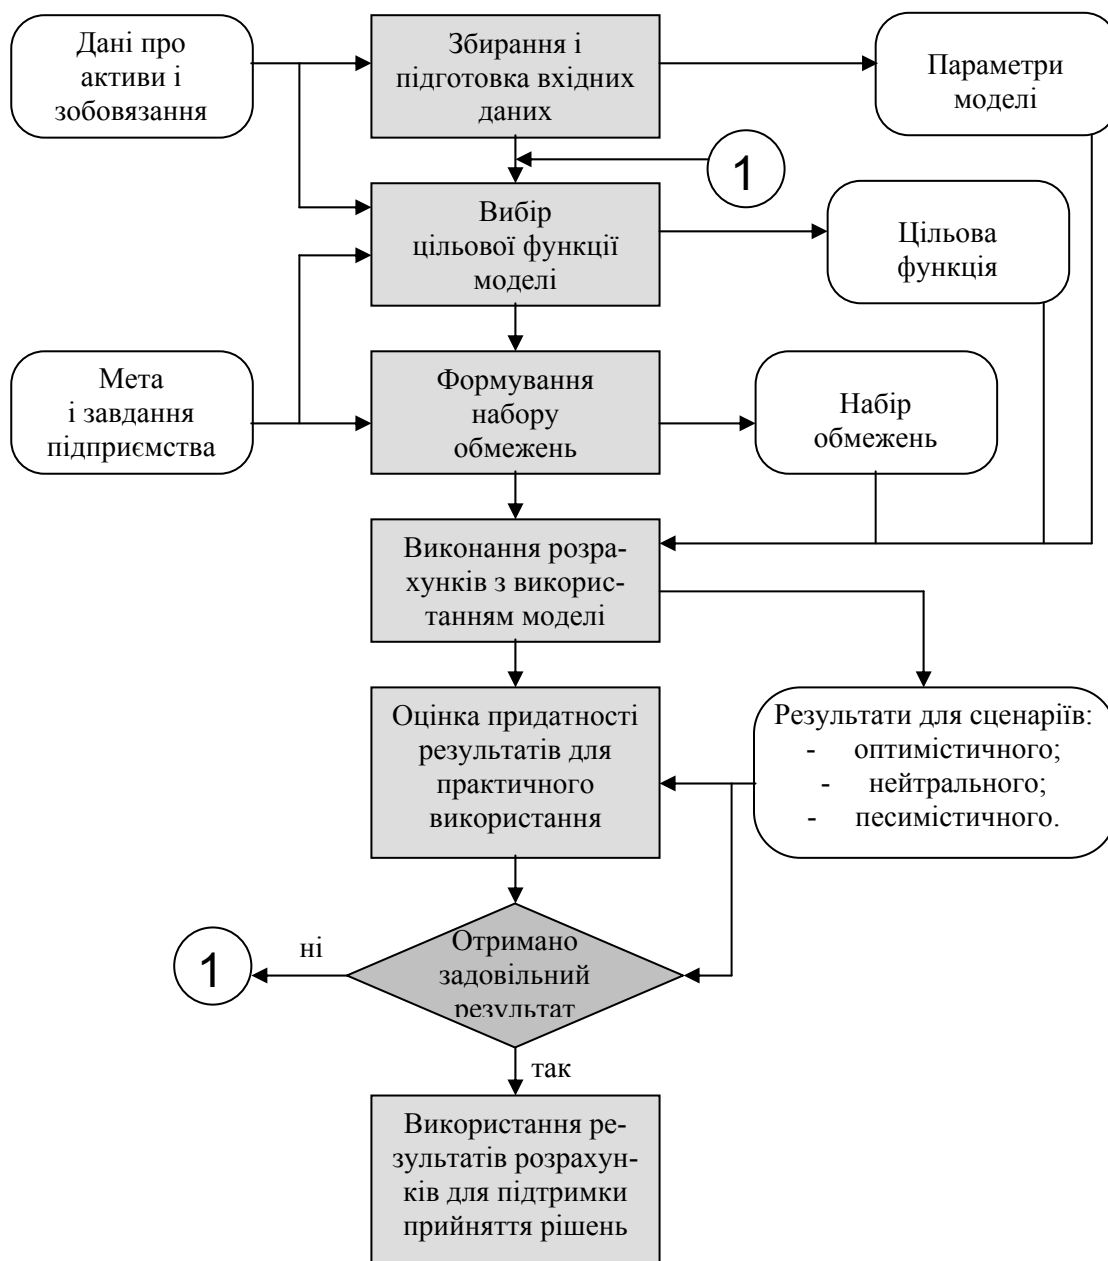 Дані про
активи і
зобовязання
Збирання і
підготовка вхідних
даних
Параметри
моделі
1
Вибір
цільової функції
моделі
Цільова
функція
Мета
і завдання
підприємства
Формування
набору
обмежень
Набір
обмежень
Виконання розра-
хунків з викорис-
танням моделі
Оцінка придатності
результатів для
практичного
використання
Результати для сценаріїв:
- оптимістичного;
- нейтрального;
- песимістичного.
1
ні
Отримано
задовільний
результат
так
Використання ре-
зультатів розрахун-
ків для підтримки
прийняття рішень